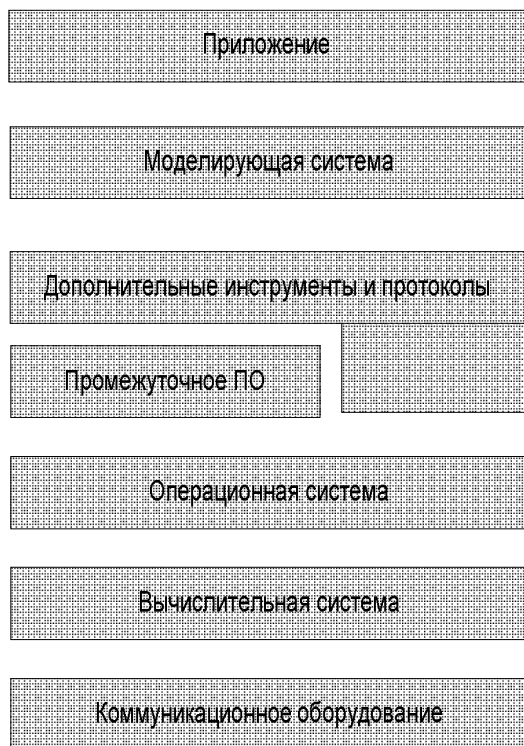 Приложение
Моделирующая система
Дополнительные инструменты и протоколы
Промежуточное ПО
Операционная система
Вычислительная система
Коммуникационное оборудование